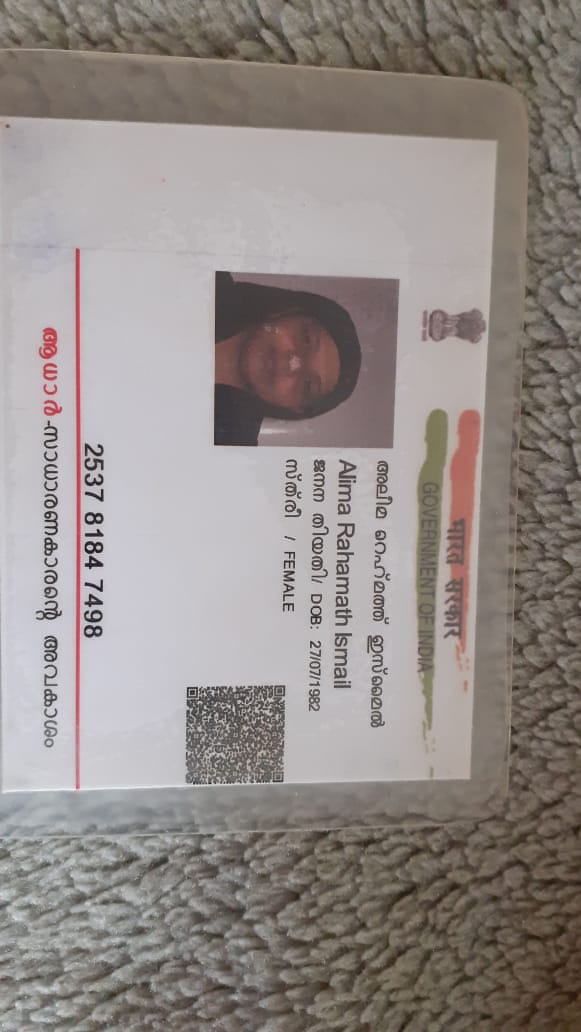 भारत सरकार
GOVERNMENT OF INDIA
അലീമ റെഹ്മത്ത് ഇസ്മൈൽ
Alima Rahamath Ismail
ജനന തിയതി/ DOB: 27/07/1982
സ്ത്രീ / FEMALE
2537 8184 7498
ആധാർ-സാധാരണകാരന്റെ അവകാശം